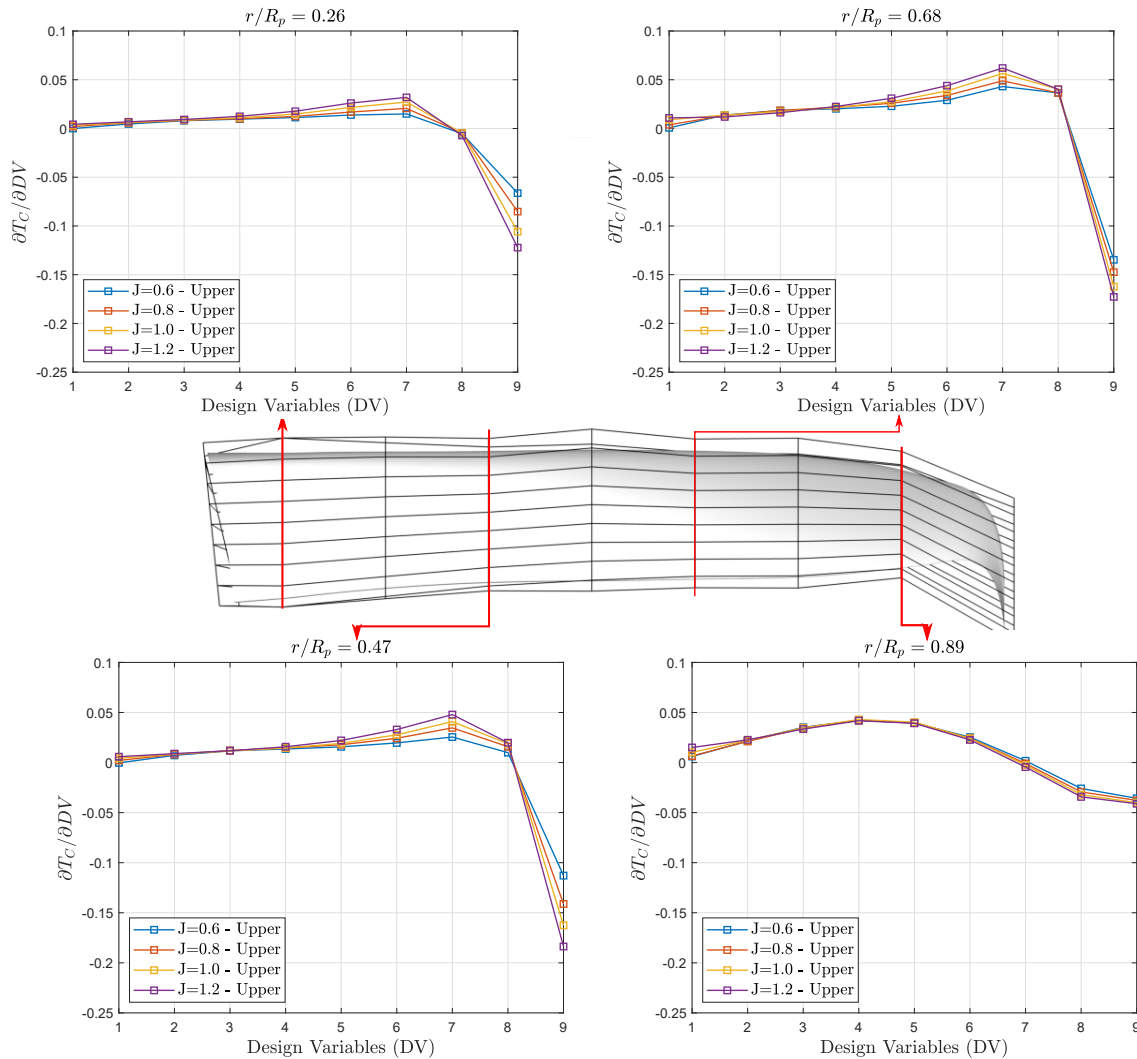 r/R_p = 0.26
0.1
0.05
0
-0.05
-0.1
-0.15
-0.2
-0.25
∂T_C/∂DV
J=0.6 - Upper
J=0.8 - Upper
J=1.0 - Upper
J=1.2 - Upper
1 2 3 4 5 6 7 8 9
Design Variables (DV)
r/R_p = 0.68
0.1
0.05
0
-0.05
-0.1
-0.15
-0.2
-0.25
∂T_C/∂DV
J=0.6 - Upper
J=0.8 - Upper
J=1.0 - Upper
J=1.2 - Upper
1 2 3 4 5 6 7 8 9
Design Variables (DV)
r/R_p = 0.47
0.1
0.05
0
-0.05
-0.1
-0.15
-0.2
-0.25
∂T_C/∂DV
J=0.6 - Upper
J=0.8 - Upper
J=1.0 - Upper
J=1.2 - Upper
1 2 3 4 5 6 7 8 9
Design Variables (DV)
r/R_p = 0.89
0.1
0.05
0
-0.05
-0.1
-0.15
-0.2
-0.25
∂T_C/∂DV
J=0.6 - Upper
J=0.8 - Upper
J=1.0 - Upper
J=1.2 - Upper
1 2 3 4 5 6 7 8 9
Design Variables (DV)